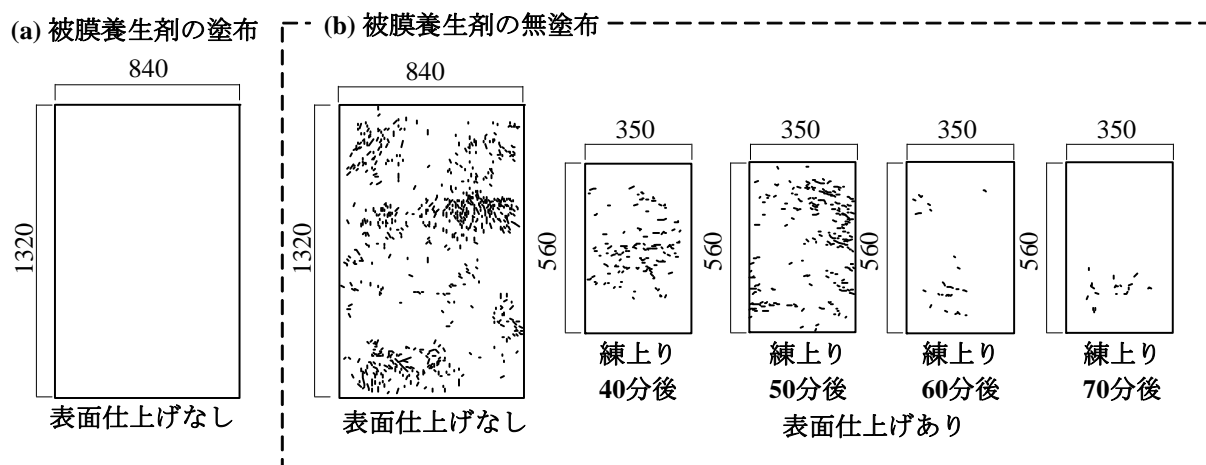 (a) 被膜養生剤の塗布
840
1320
表面仕上げなし
(b) 被膜養生剤の無塗布
840
1320
表面仕上げなし
350
560
練上り
40分後
350
560
練上り
50分後
350
560
練上り
60分後
350
560
練上り
70分後
表面仕上げあり